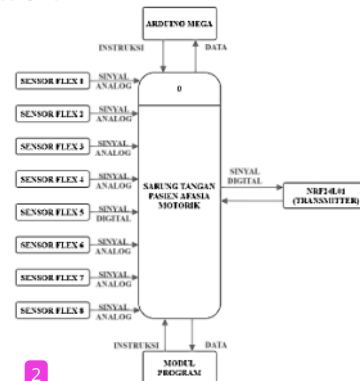 ARDUINO MEGA
INSTRUKSI
DATA
SENSOR FLEX 1
SINYAL
ANALOG
SENSOR FLEX 2
SINYAL
ANALOG
SENSOR FLEX 3
SINYAL
ANALOG
SENSOR FLEX 4
SINYAL
ANALOG
SENSOR FLEX 5
SINYAL
DIGITAL
SENSOR FLEX 6
SINYAL
ANALOG
SENSOR FLEX 7
SINYAL
ANALOG
SENSOR FLEX 8
SINYAL
ANALOG
0
SARUNG TANGAN
PASIEN AFASIA
MOTORIK
SINYAL
DIGITAL
NRF24L01
(TRANSMITTER)
INSTRUKSI
DATA
MODUL
PROGRAM
2